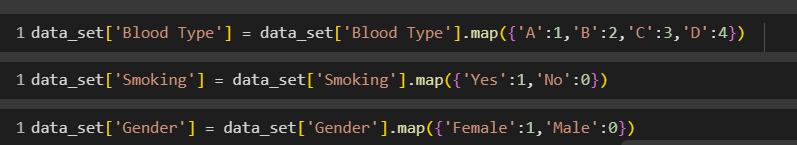 1 data_set['Blood Type'] = data_set['Blood Type'].map({'A':1,'B':2,'C':3,'D':4})
1 data_set['Smoking'] = data_set['Smoking'].map({'Yes':1,'No':0})
1 data_set['Gender'] = data_set['Gender'].map({'Female':1,'Male':0})